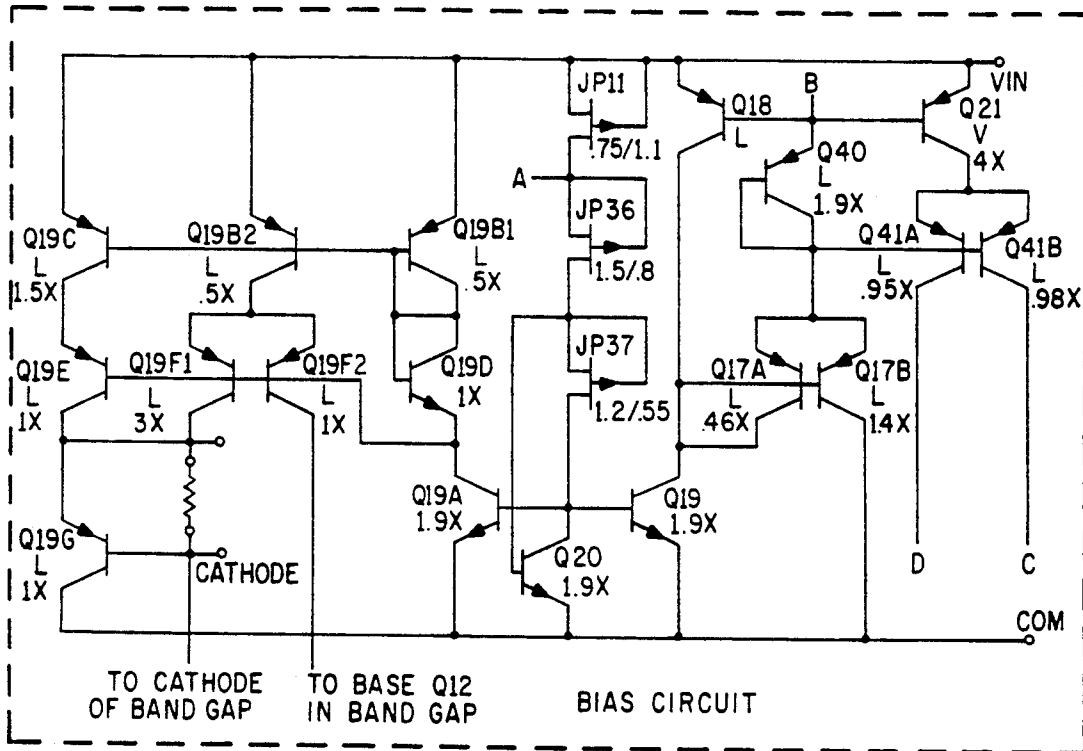 JP11
B
Q18
VIN
Q21
L
V
.75/1.1
Q40
4X
A
L
1.9X
Q19C
Q19B2
Q19B1
JP36
Q41A
Q41B
L
L
L
L
L
1.5X
.5X
.5X
1.5/.8
.95X
.98X
JP37
Q19E
Q19F1
Q19F2
Q19D
Q17A
Q17B
L
L
L
1X
L
L
1X
3X
1X
1.2/.55
.46X
1.4X
Q19A
Q19
1.9X
1.9X
Q19G
Q20
L
CATHODE
D
C
1X
1.9X
COM
TO CATHODE
OF BAND GAP
TO BASE Q12
IN BAND GAP
BIAS CIRCUIT